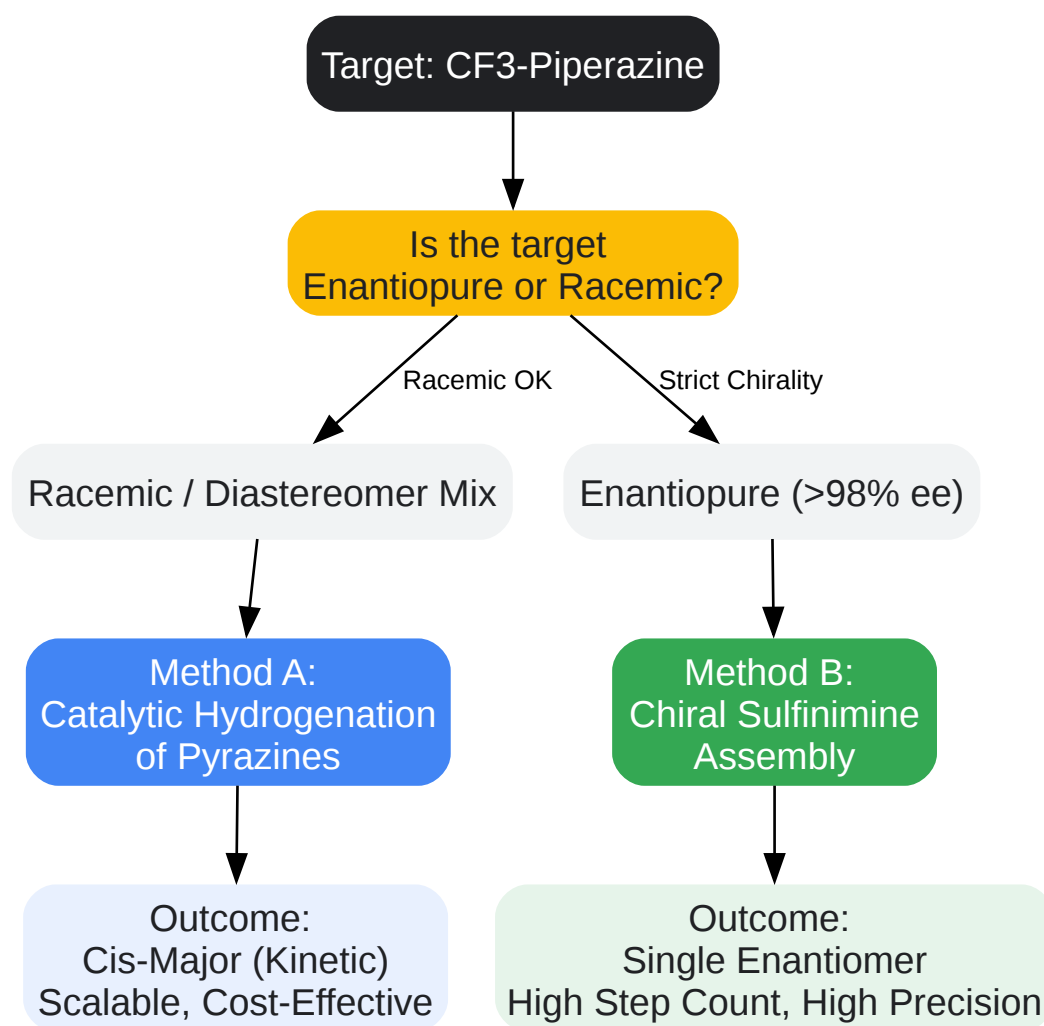 Target: CF3-Piperazine
Is the target
Enantiopure or Racemic?
Racemic OK
Strict Chirality
Racemic / Diastereomer Mix
Enantiopure (>98% ee)
Method A:
Catalytic Hydrogenation
of Pyrazines
Method B:
Chiral Sulfinimine
Assembly
Outcome:
Cis-Major (Kinetic)
Scalable, Cost-Effective
Outcome:
Single Enantiomer
High Step Count, High Precision